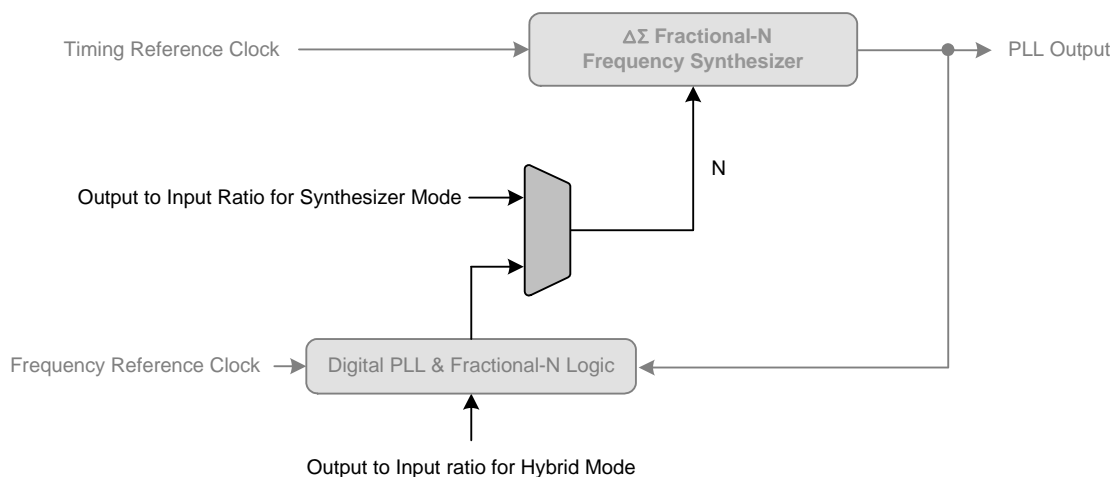 Timing Reference Clock
ΔΣ Fractional-N
Frequency Synthesizer
PLL Output
N
Output to Input Ratio for Synthesizer Mode
Frequency Reference Clock
Digital PLL & Fractional-N Logic
Output to Input ratio for Hybrid Mode